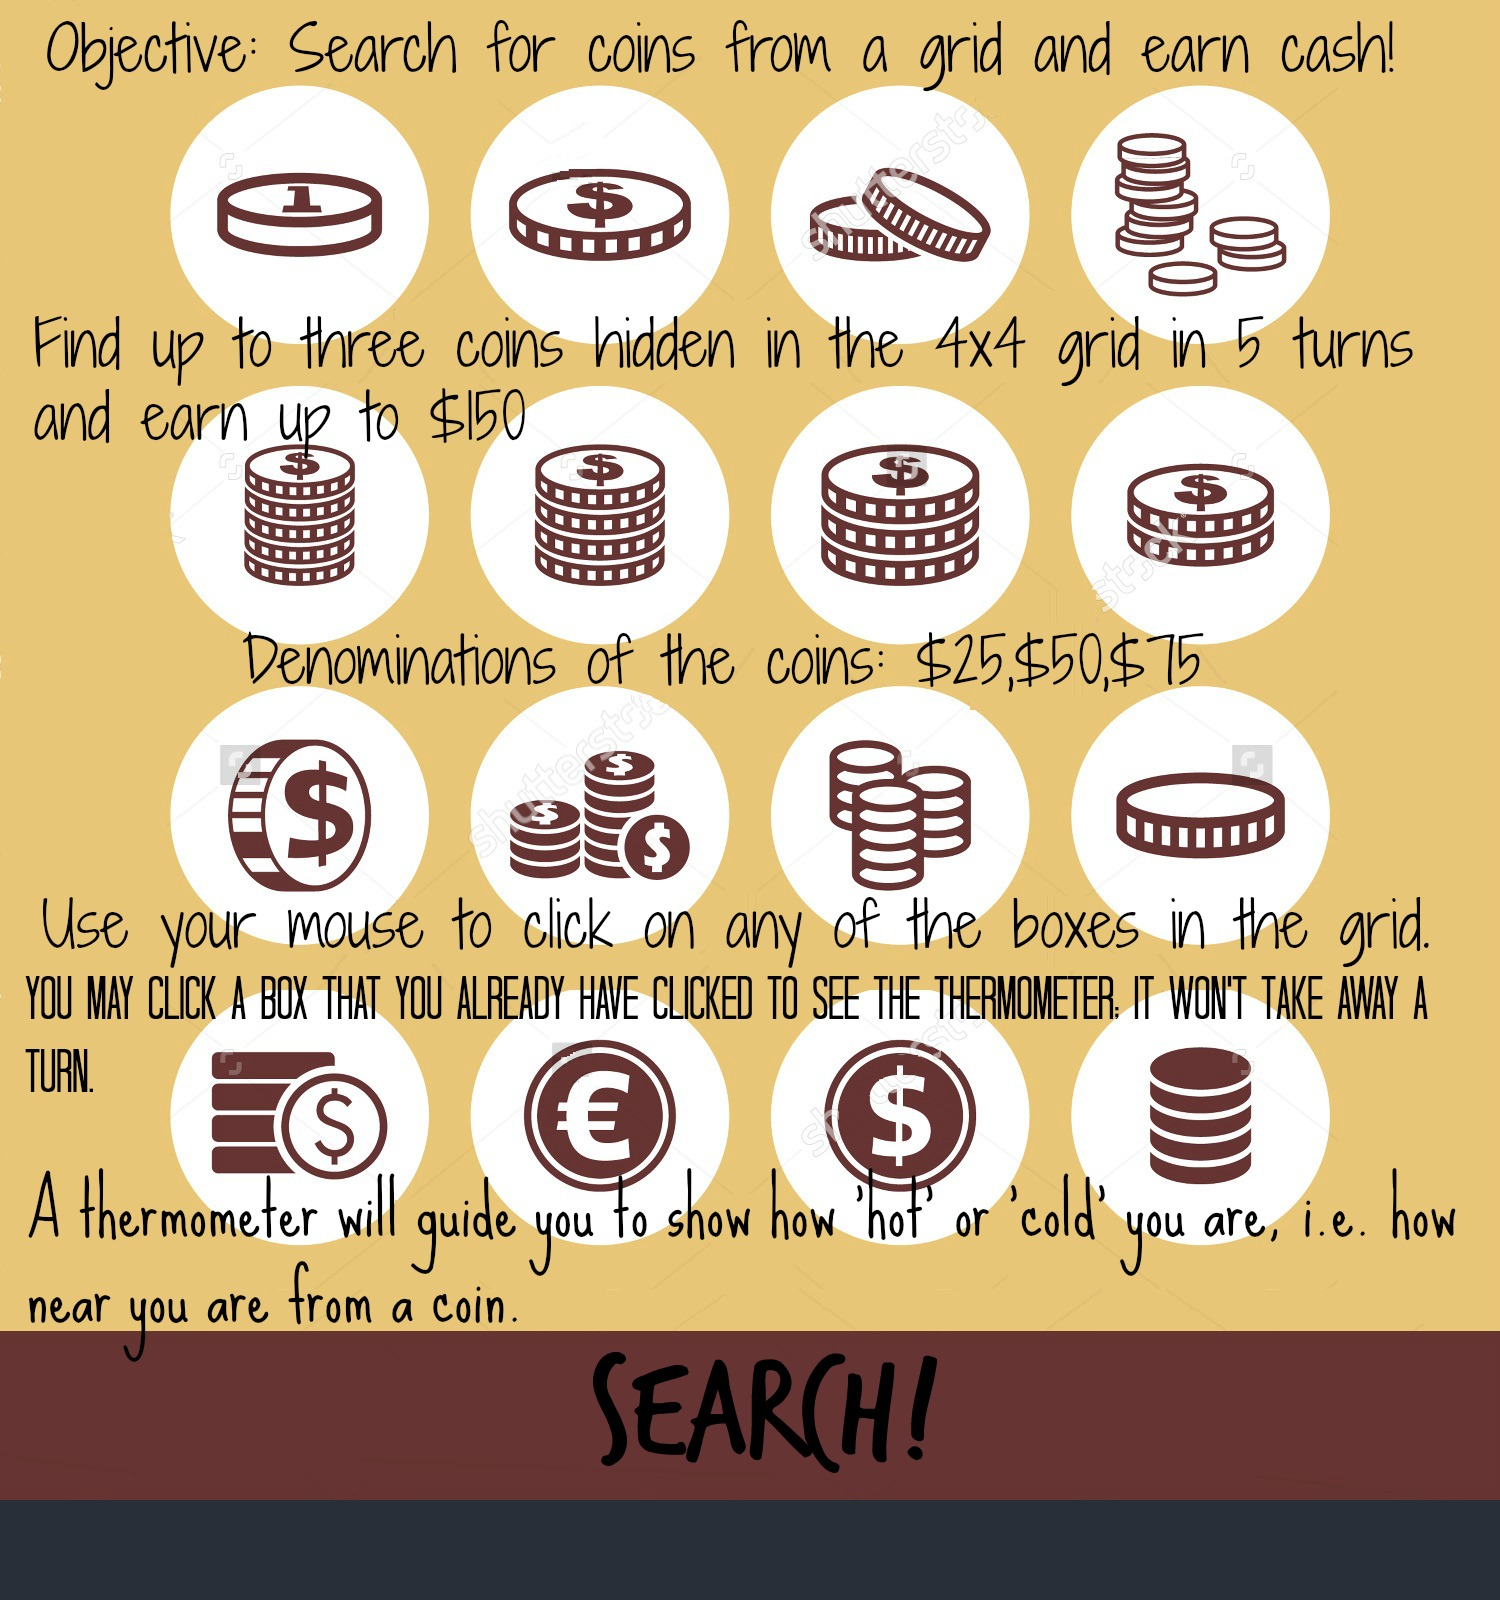 Objective: Search for coins from a grid and earn cash!
1
$
shutterstock
Find up to three coins hidden in the 4x4 grid in 5 turns
and earn up to $150
$
$
$
$
stock
Denominations of the coins: $25,$50,$75
$
$
$
$
shutterstock
Use your mouse to click on any of the boxes in the grid.
YOU MAY CLICK A BOX THAT YOU ALREADY HAVE CLICKED TO SEE THE THERMOMETER; IT WON'T TAKE AWAY A
TURN.
$
€
$
A thermometer will guide you to show how 'hot' or 'cold' you are, i.e. how
near you are from a coin.
SEARCH!